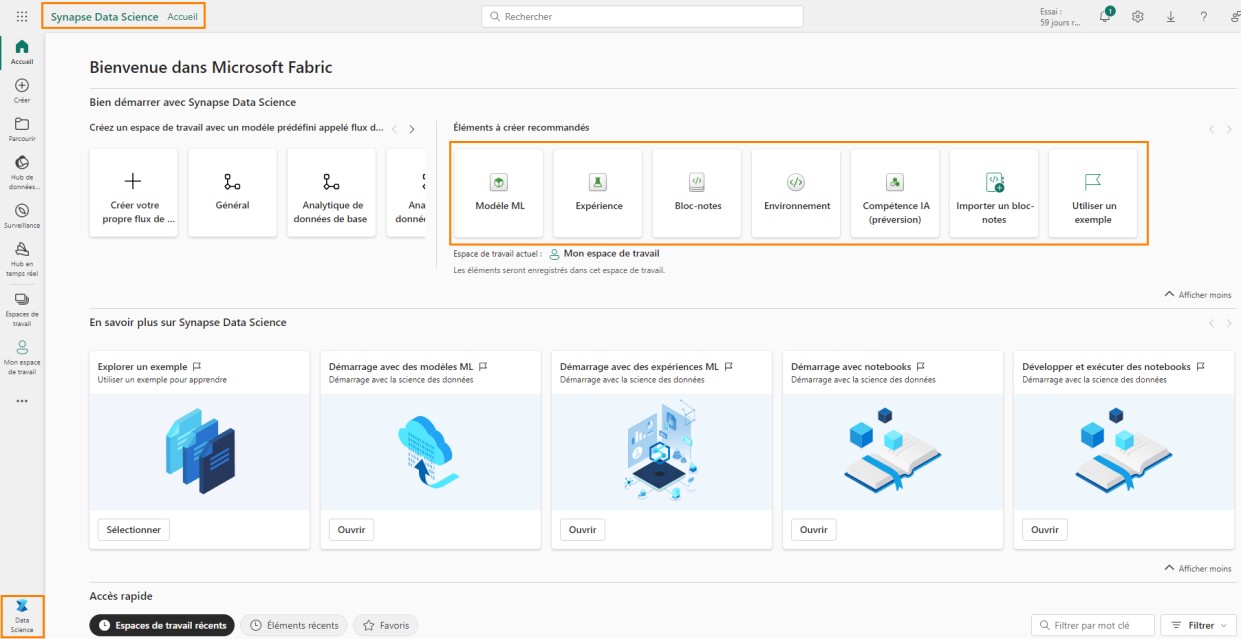 Synapse Data Science Accueil
Rechercher
Essai :
59 jours r...
1
Accueil
Créer
Parcourir
Hub de
données...
Surveillance
Hub en
temps réel
Espaces de
travail
Mon espace
de travail
Data
Science
Bienvenue dans Microsoft Fabric
Bien démarrer avec Synapse Data Science
Créez un espace de travail avec un modèle prédéfini appelé flux d...
Créer votre
propre flux de ...
Général
Analytique de
données de base
Ana
donné
Éléments à créer recommandés
Modèle ML
Expérience
Bloc-notes
Environnement
Compétence IA
(préversion)
Importer un bloc-
notes
Utiliser un
exemple
Espace de travail actuel : Mon espace de travail
Les éléments seront enregistrés dans cet espace de travail.
Afficher moins
En savoir plus sur Synapse Data Science
Explorer un exemple
Utiliser un exemple pour apprendre
Sélectionner
Démarrage avec des modèles ML
Démarrage avec la science des données
Ouvrir
Démarrage avec des expériences ML
Démarrage avec la science des données
Ouvrir
Démarrage avec notebooks
Démarrage avec la science des données
Ouvrir
Développer et exécuter des notebooks
Démarrage avec la science des données
Ouvrir
Afficher moins
Accès rapide
Espaces de travail récents
Éléments récents
Favoris
Filtrer par mot clé
Filtrer